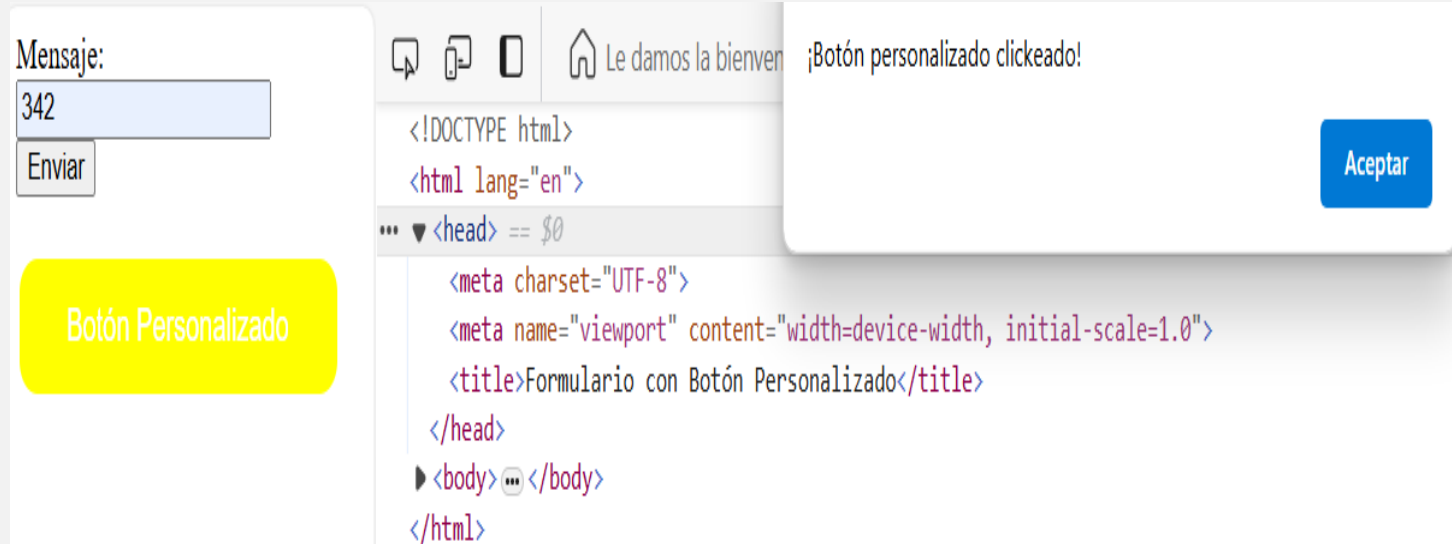 Mensaje:
342
Enviar
Botón Personalizado
Le damos la bienven
¡Botón personalizado clickeado!
Aceptar
<!DOCTYPE html>
<html lang="en">
••• ▼ <head> == $0
<meta charset="UTF-8">
<meta name="viewport" content="width=device-width, initial-scale=1.0">
<title>Formulario con Botón Personalizado</title>
</head>
▶ <body> ••• </body>
</html>